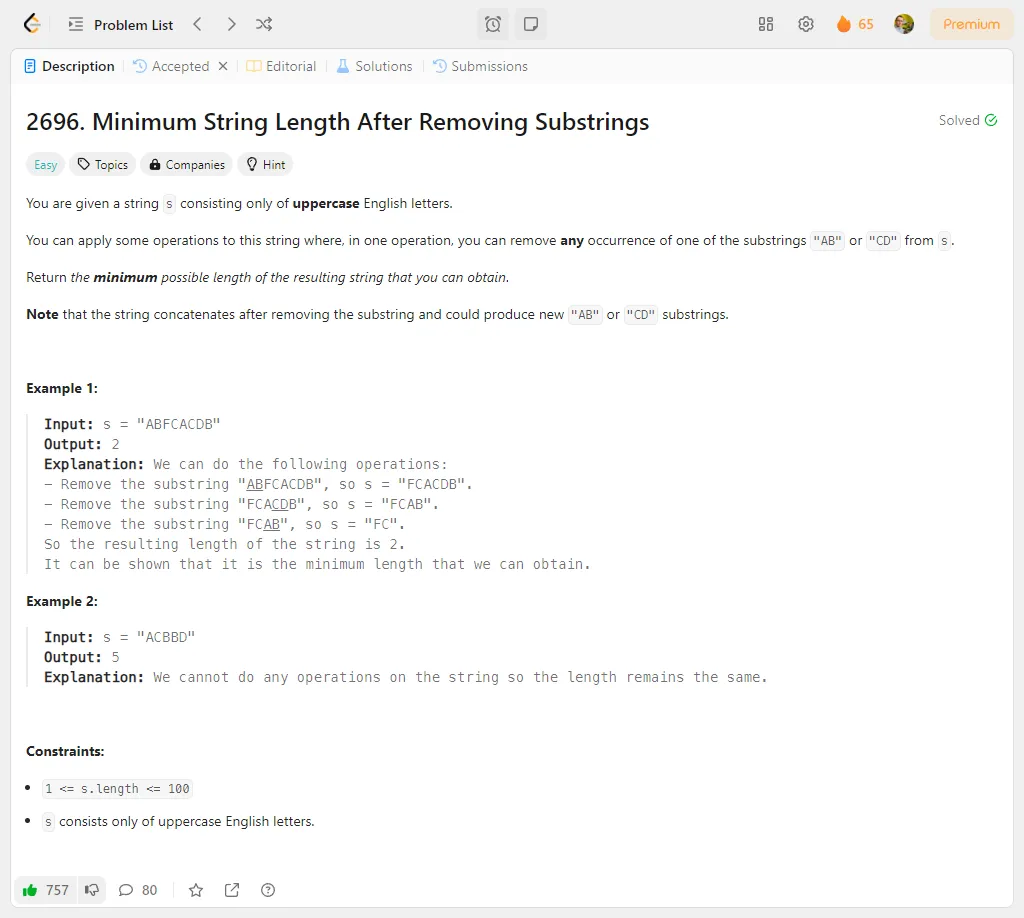 Problem List
65
Premium
Description
Accepted
Editorial
Solutions
Submissions
2696. Minimum String Length After Removing Substrings
Solved
Easy
Topics
Companies
Hint
You are given a string s consisting only of uppercase English letters.
You can apply some operations to this string where, in one operation, you can remove any occurrence of one of the substrings "AB" or "CD" from s.
Return the minimum possible length of the resulting string that you can obtain.
Note that the string concatenates after removing the substring and could produce new "AB" or "CD" substrings.
Example 1:
Input: s = "ABFCACDB"
Output: 2
Explanation: We can do the following operations:
- Remove the substring "ABFCACDB", so s = "FCACDB".
- Remove the substring "FCACDB", so s = "FCAB".
- Remove the substring "FCAB", so s = "FC".
So the resulting length of the string is 2.
It can be shown that it is the minimum length that we can obtain.
Example 2:
Input: s = "ACBBD"
Output: 5
Explanation: We cannot do any operations on the string so the length remains the same.
Constraints:
• 1 <= s.length <= 100
• s consists only of uppercase English letters.
757
80